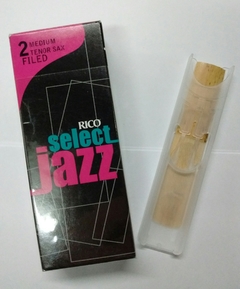 2 MEDIUM
TENOR SAX
FILED
RICO
select
jazz